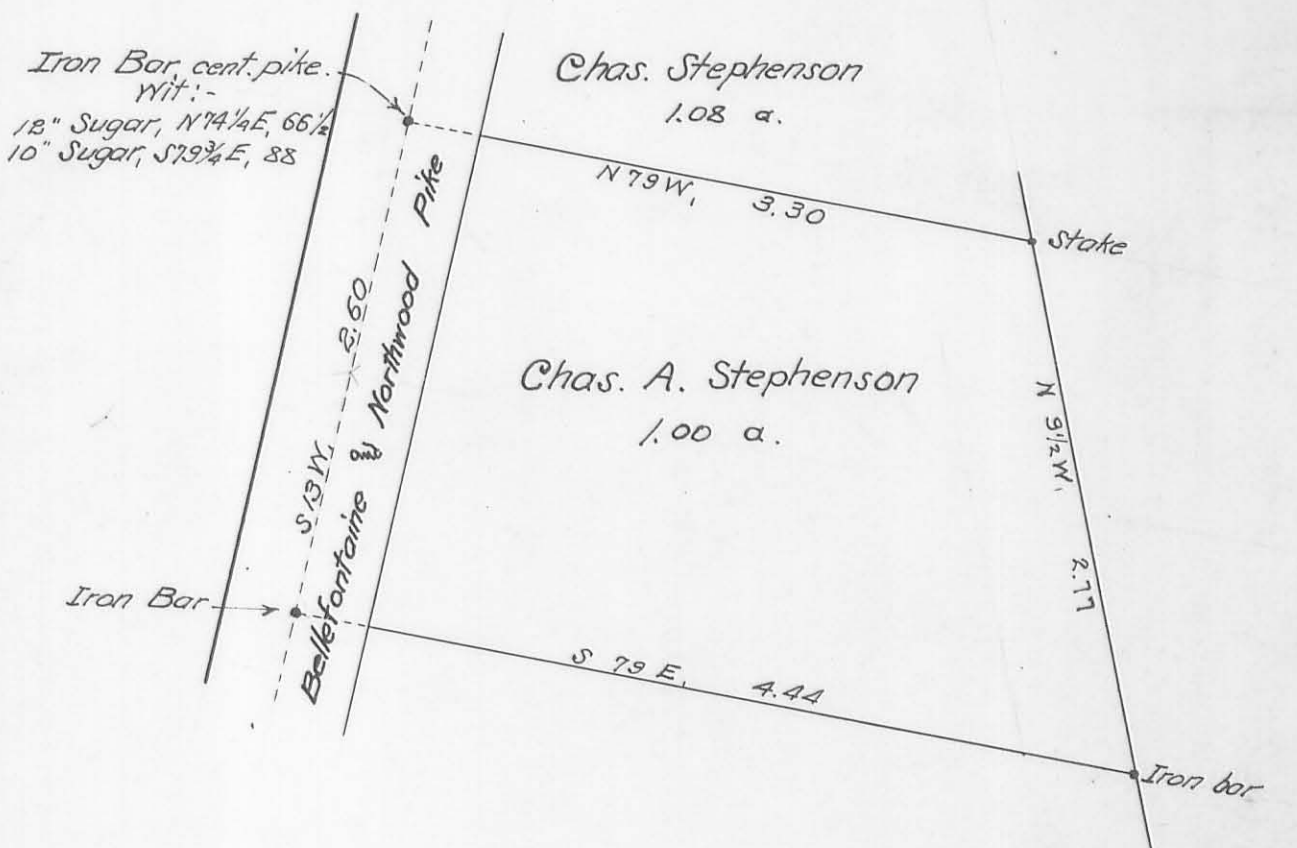 Iron Bar, cent. pike.
Wit:-
12" Sugar, N74¼E, 66½
10" Sugar, S79¾E, 88
Chas. Stephenson
1.08 a.
N 79 W, 3.30
Stake
S 13 W, 2.60
Bellefontaine & Northwood Pike
Chas. A. Stephenson
1.00 a.
N 9½ W, 2.77
Iron Bar
S 79 E, 4.44
Iron bar